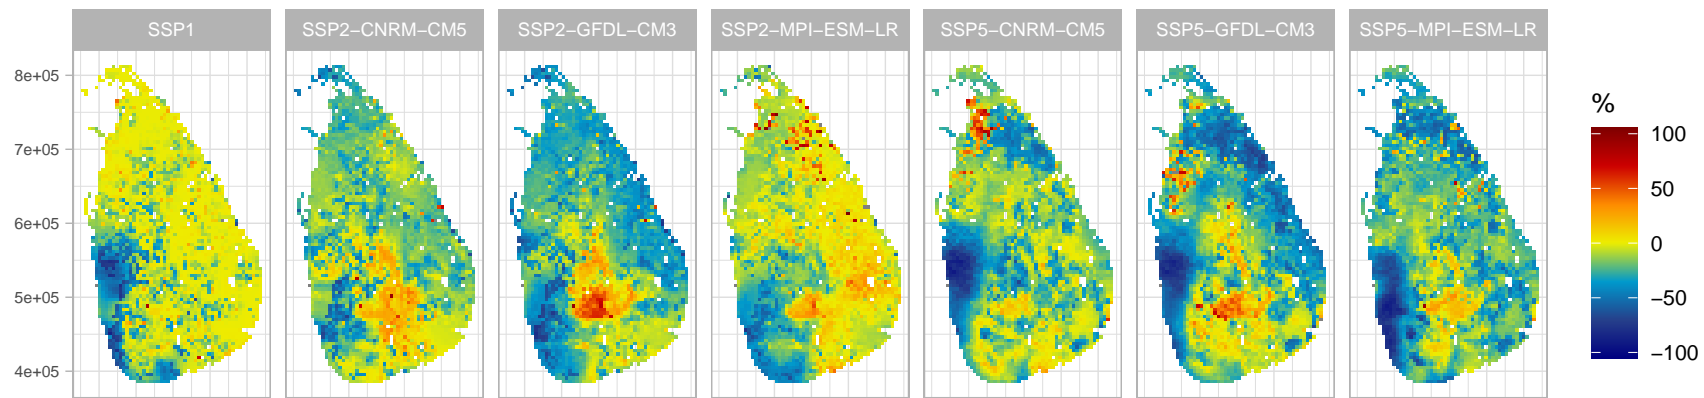 SSP1 SSP2−CNRM−CM5 SSP2−GFDL−CM3 SSP2−MPI−ESM−LR SSP5−CNRM−CM5 SSP5−GFDL−CM3 SSP5−MPI−ESM−LR
8e+05
7e+05
6e+05
5e+05
4e+05
%
100
50
0
−50
−100